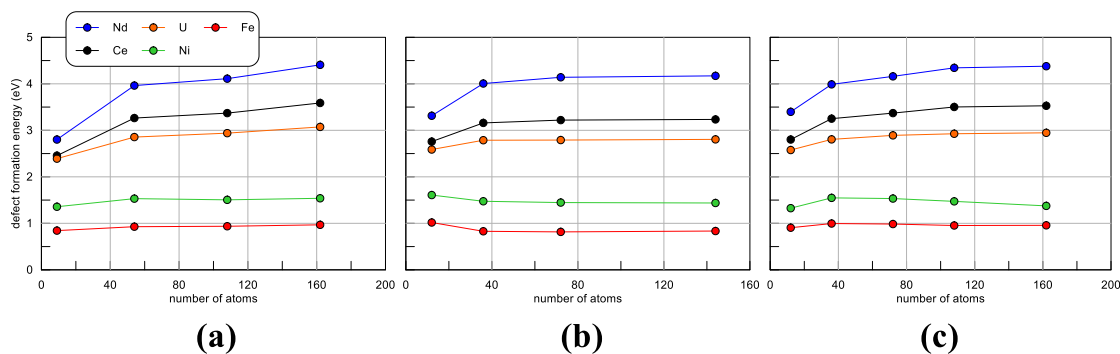 Nd U Fe
Ce Ni
defect formation energy (eV)
5
4
3
2
1
0
0 40 80 120 160 200
number of atoms
(a)
0 40 80 120 160
number of atoms
(b)
0 40 80 120 160 200
number of atoms
(c)